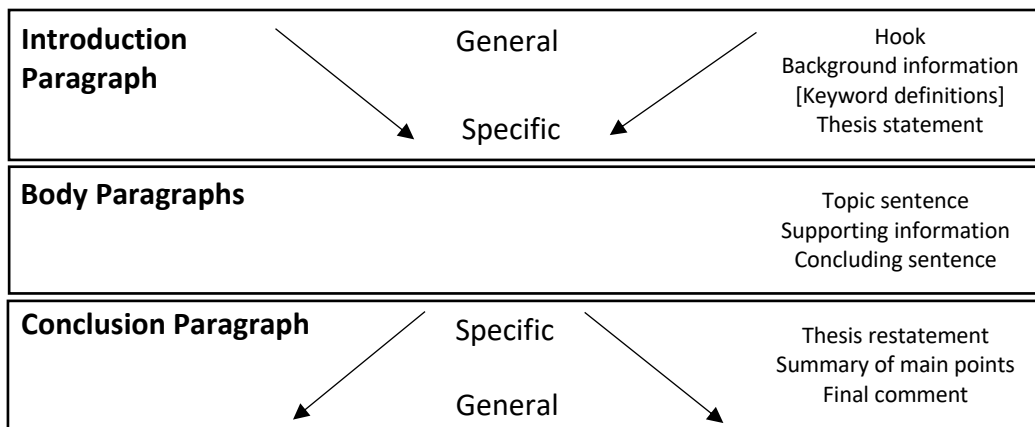 Introduction
Paragraph
General
Specific
Hook
Background information
[Keyword definitions]
Thesis statement
Body Paragraphs
Topic sentence
Supporting information
Concluding sentence
Conclusion Paragraph
Specific
General
Thesis restatement
Summary of main points
Final comment